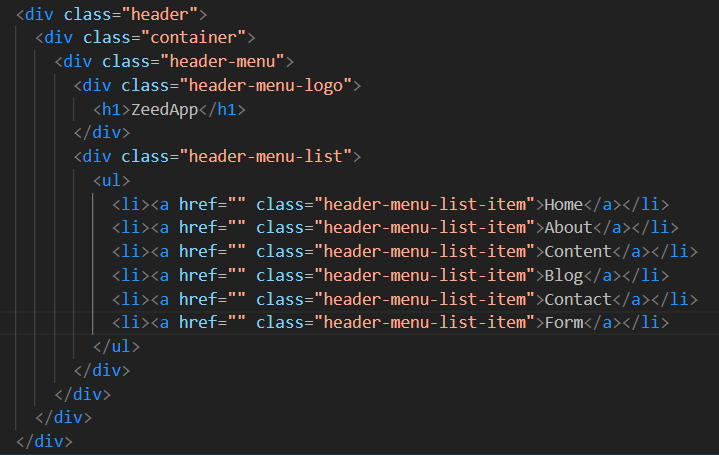 <div class="header">
<div class="container">
<div class="header-menu">
<div class="header-menu-logo">
<h1>ZeedApp</h1>
</div>
<div class="header-menu-list">
<ul>
<li><a href="" class="header-menu-list-item">Home</a></li>
<li><a href="" class="header-menu-list-item">About</a></li>
<li><a href="" class="header-menu-list-item">Content</a></li>
<li><a href="" class="header-menu-list-item">Blog</a></li>
<li><a href="" class="header-menu-list-item">Contact</a></li>
<li><a href="" class="header-menu-list-item">Form</a></li>
</ul>
</div>
</div>
</div>
</div>